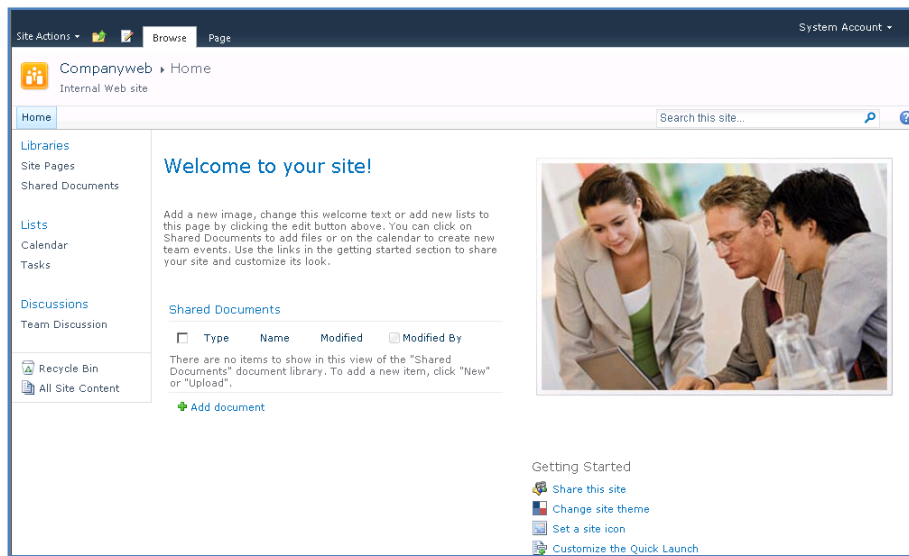 System Account
Site Actions
Browse
Page
Companyweb ▸ Home
Internal Web site
Home
Search this site...
Libraries
Site Pages
Shared Documents
Lists
Calendar
Tasks
Discussions
Team Discussion
Recycle Bin
All Site Content
Welcome to your site!
Add a new image, change this welcome text or add new lists to
this page by clicking the edit button above. You can click on
Shared Documents to add files or on the calendar to create new
team events. Use the links in the getting started section to share
your site and customize its look.
Shared Documents
Type Name Modified Modified By
There are no items to show in this view of the "Shared
Documents" document library. To add a new item, click "New"
or "Upload".
Add document
Getting Started
Share this site
Change site theme
Set a site icon
Customize the Quick Launch